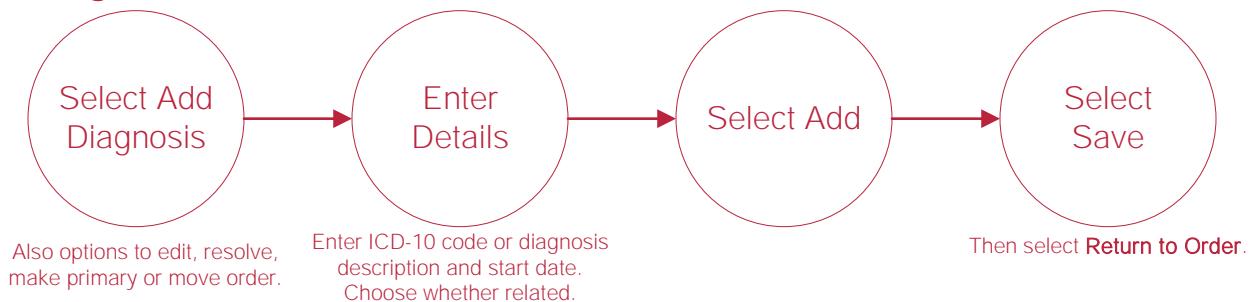 Select Add
Diagnosis
Also options to edit, resolve,
make primary or move order.
Enter
Details
Enter ICD-10 code or diagnosis
description and start date.
Choose whether related.
Select Add
Select
Save
Then select Return to Order.